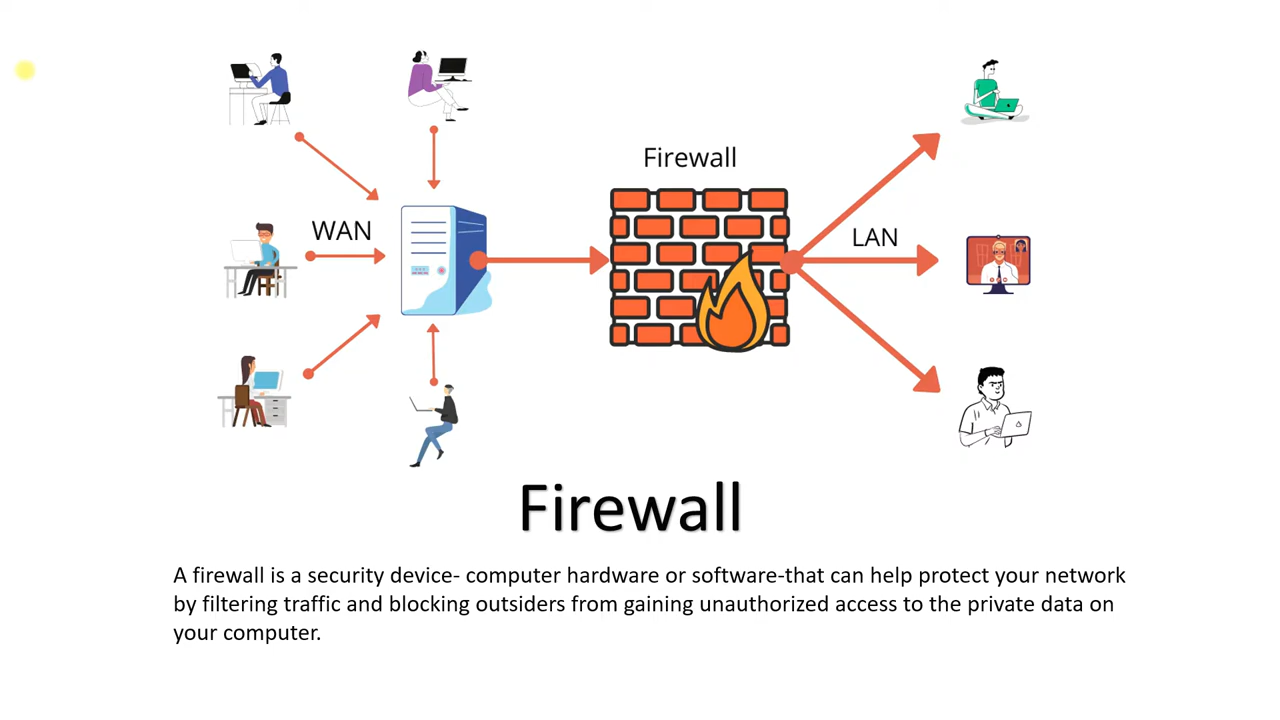 Firewall
WAN
LAN
Firewall
A firewall is a security device- computer hardware or software-that can help protect your network
by filtering traffic and blocking outsiders from gaining unauthorized access to the private data on
your computer.